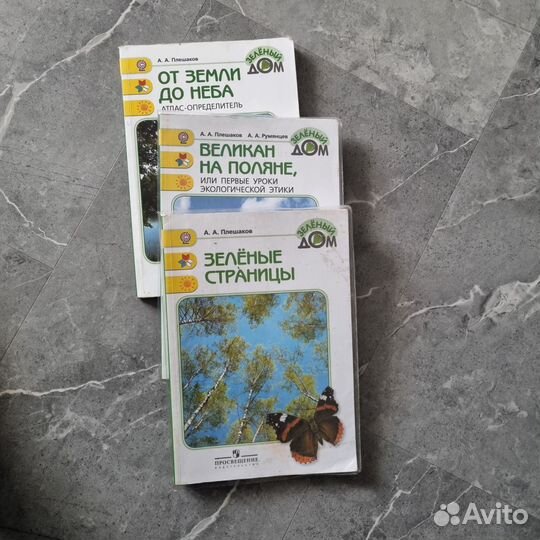 А. А. Плешаков
ЗЕЛЁНЫЙ
ДОМ
ОТ ЗЕМЛИ
ДО НЕБА
АТЛАС-ОПРЕДЕЛИТЕЛЬ
А. А. Плешаков А. А. Румянцев
ЗЕЛЁНЫЙ
ДОМ
ВЕЛИКАН
НА ПОЛЯНЕ,
ИЛИ ПЕРВЫЕ УРОКИ
ЭКОЛОГИЧЕСКОЙ ЭТИКИ
А. А. Плешаков
ЗЕЛЁНЫЙ
ДОМ
ЗЕЛЁНЫЕ
СТРАНИЦЫ
ПРОСВЕЩЕНИЕ
ИЗДАТЕЛЬСТВО
Avito